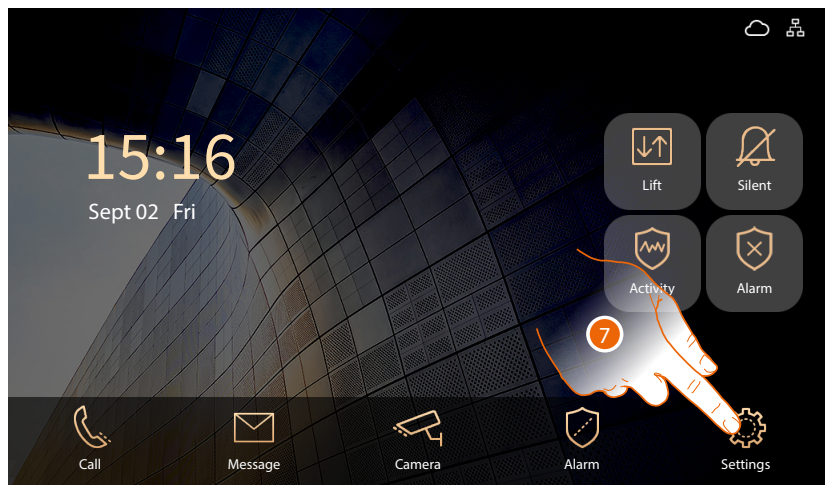 15:16
Sept 02 Fri
Lift
Silent
Activity
Alarm
7
Call
Message
Camera
Alarm
Settings